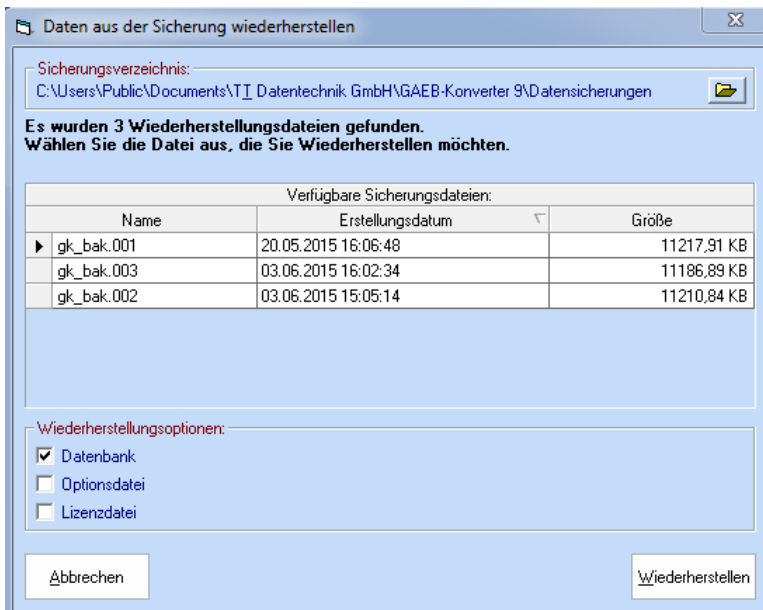 Daten aus der Sicherung wiederherstellen
Sicherungsverzeichnis:
C:\Users\Public\Documents\TT Datentechnik GmbH\GAEB-Konverter 9\Datensicherungen
Es wurden 3 Wiederherstellungsdateien gefunden.
Wählen Sie die Datei aus, die Sie Wiederherstellen möchten.
Verfügbare Sicherungsdateien:
Name Erstellungsdatum Größe
gk_bak.001 20.05.2015 16:06:48 11217,91 KB
gk_bak.003 03.06.2015 16:02:34 11186,89 KB
gk_bak.002 03.06.2015 15:05:14 11210,84 KB
Wiederherstellungsoptionen:
Datenbank
Optionsdatei
Lizenzdatei
Abbrechen Wiederherstellen